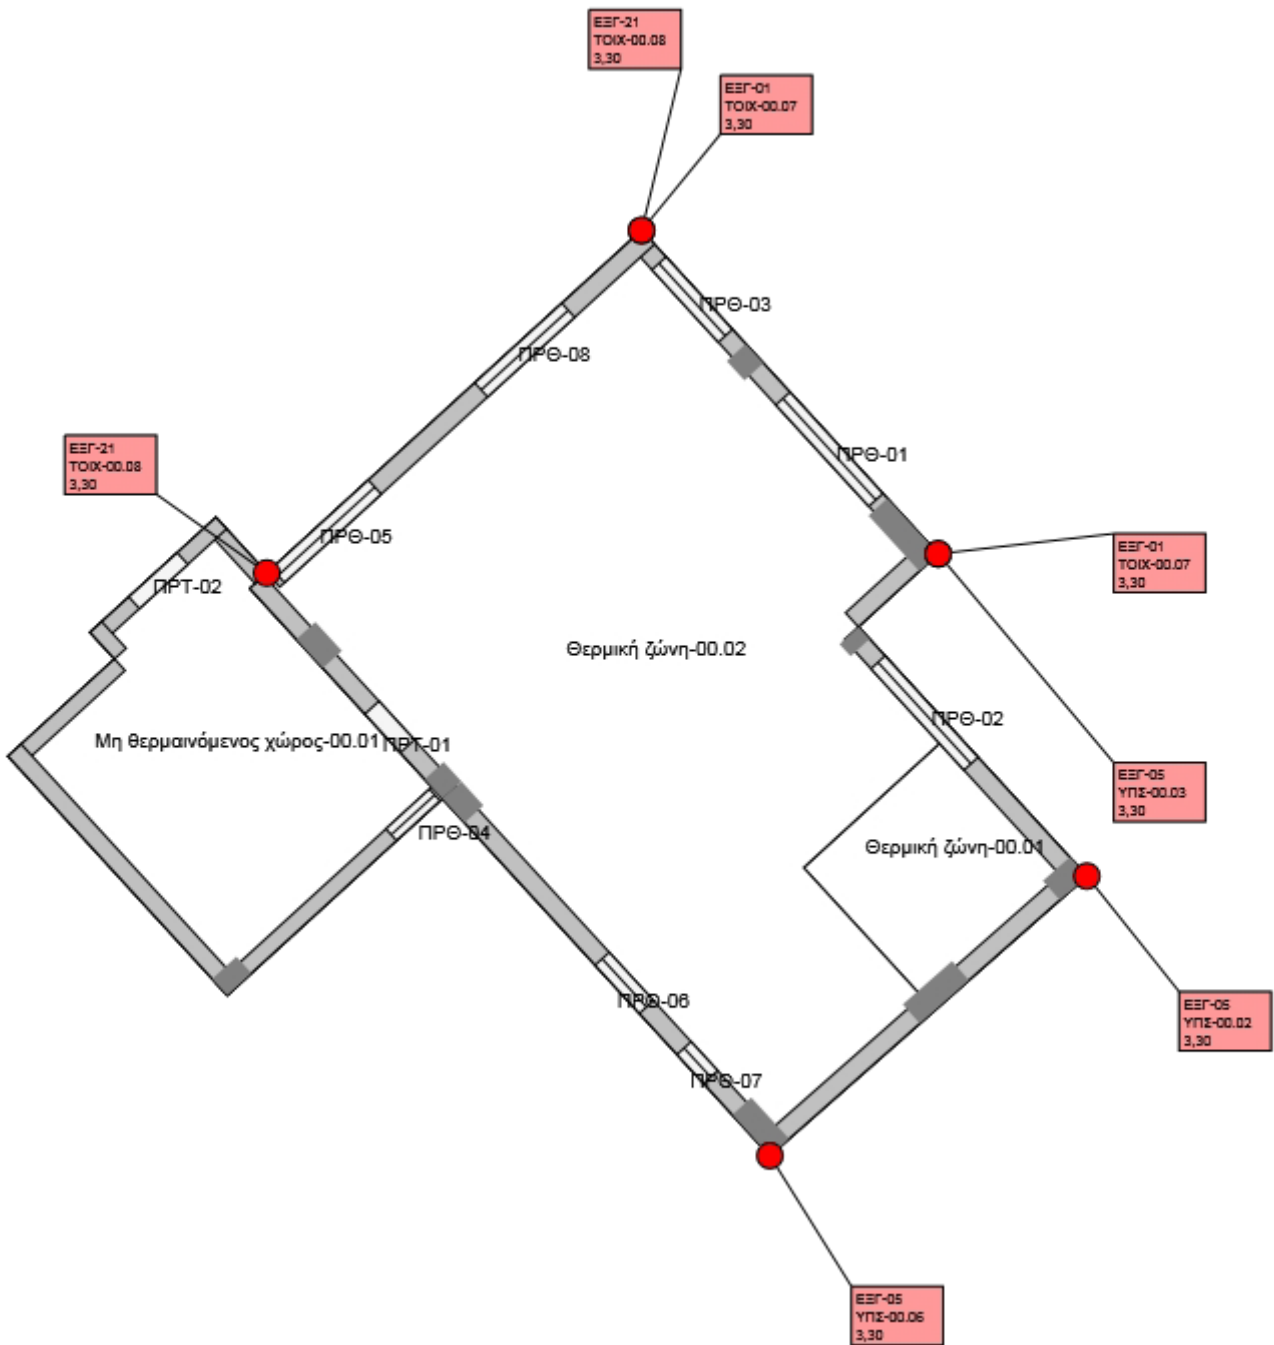 ΕΞΓ-21
ΤΟΙΧ-00.08
3,30
ΕΞΓ-01
ΤΟΙΧ-00.07
3,30
ΠΡΘ-03
ΠΡΘ-08
ΠΡΘ-01
ΕΞΓ-21
ΤΟΙΧ-00.08
3,30
ΠΡΘ-05
ΕΞΓ-01
ΤΟΙΧ-00.07
3,30
ΠΡΤ-02
Θερμική ζώνη-00.02
ΠΡΘ-02
Μη θερμαινόμενος χώρος-00.01
ΠΡΤ-01
ΕΞΓ-05
ΥΠΣ-00.03
3,30
ΠΡΘ-04
Θερμική ζώνη-00.01
ΠΡΘ-06
ΕΞΓ-05
ΥΠΣ-00.02
3,30
ΠΡΘ-07
ΕΞΓ-05
ΥΠΣ-00.06
3,30